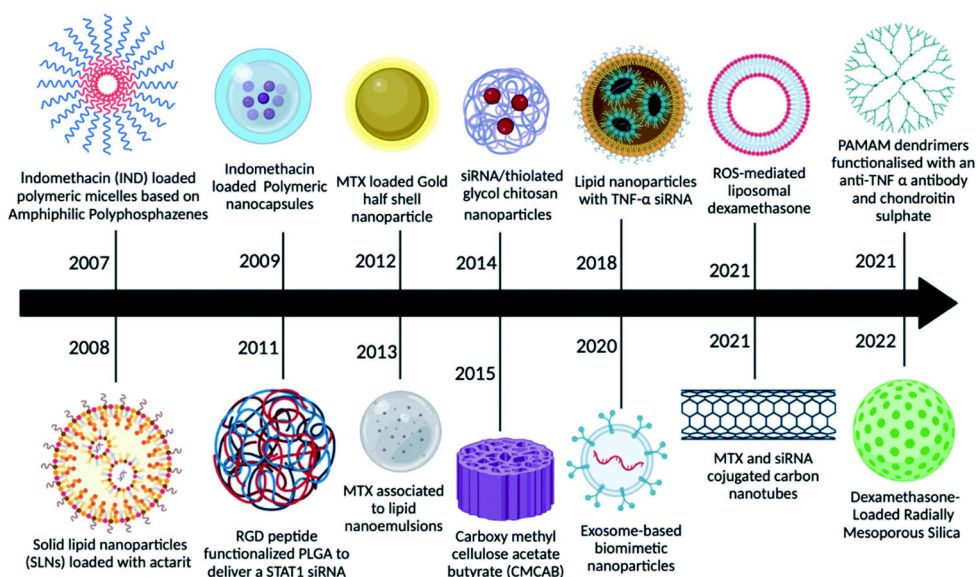 Indomethacin (IND) loaded
polymeric micelles based on
Amphiphilic Polyphosphazenes
2007
Indomethacin
loaded Polymeric
nanocapsules
2009
MTX loaded Gold
half shell
nanoparticle
2012
siRNA/thiolated
glycol chitosan
nanoparticles
2014
Lipid nanoparticles
with TNF-α siRNA
2018
ROS-mediated
liposomal
dexamethasone
2021
PAMAM dendrimers
functionalised with an
anti-TNF α antibody
and chondroitin
sulphate
2021
2008
Solid lipid nanoparticles
(SLNs) loaded with actarit
2011
RGD peptide
functionalized PLGA to
deliver a STAT1 siRNA
2013
MTX associated
to lipid
nanoemulsions
2015
Carboxy methyl
cellulose acetate
butyrate (CMCAB)
2020
Exosome-based
biomimetic
nanoparticles
2021
MTX and siRNA
cojugated carbon
nanotubes
2022
Dexamethasone-
Loaded Radially
Mesoporous Silica